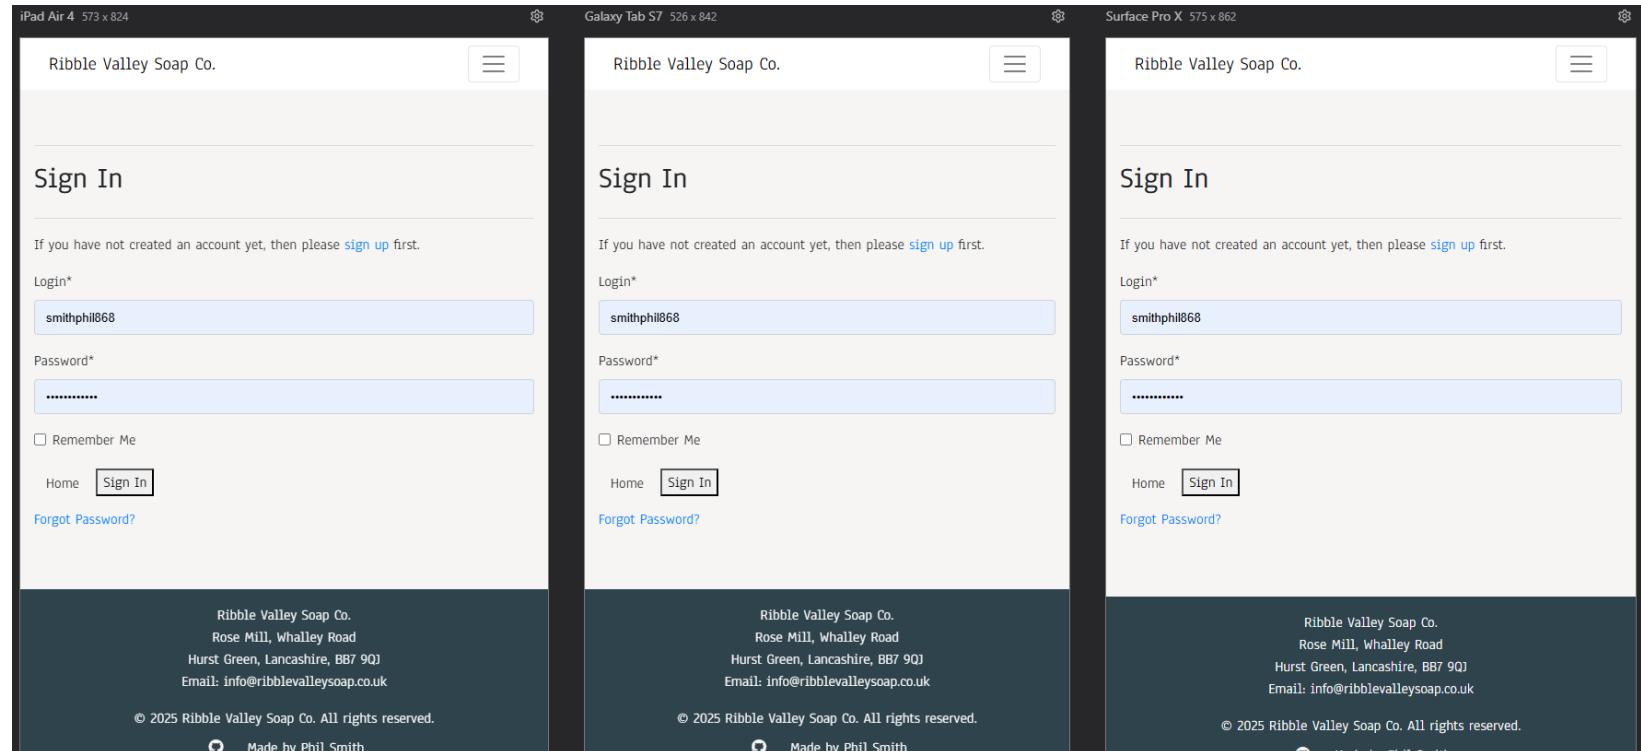 iPad Air 4 573 x 824
Ribble Valley Soap Co.
Sign In
If you have not created an account yet, then please sign up first.
Login*
smithphil868
Password*
••••••••••••
Remember Me
Home Sign In
Forgot Password?
Ribble Valley Soap Co.
Rose Mill, Whalley Road
Hurst Green, Lancashire, BB7 9QJ
Email: info@ribblevalleysoap.co.uk
© 2025 Ribble Valley Soap Co. All rights reserved.
Made by Phil Smith
Galaxy Tab S7 526 x 842
Ribble Valley Soap Co.
Sign In
If you have not created an account yet, then please sign up first.
Login*
smithphil868
Password*
••••••••••••
Remember Me
Home Sign In
Forgot Password?
Ribble Valley Soap Co.
Rose Mill, Whalley Road
Hurst Green, Lancashire, BB7 9QJ
Email: info@ribblevalleysoap.co.uk
© 2025 Ribble Valley Soap Co. All rights reserved.
Made by Phil Smith
Surface Pro X 575 x 862
Ribble Valley Soap Co.
Sign In
If you have not created an account yet, then please sign up first.
Login*
smithphil868
Password*
••••••••••••
Remember Me
Home Sign In
Forgot Password?
Ribble Valley Soap Co.
Rose Mill, Whalley Road
Hurst Green, Lancashire, BB7 9QJ
Email: info@ribblevalleysoap.co.uk
© 2025 Ribble Valley Soap Co. All rights reserved.